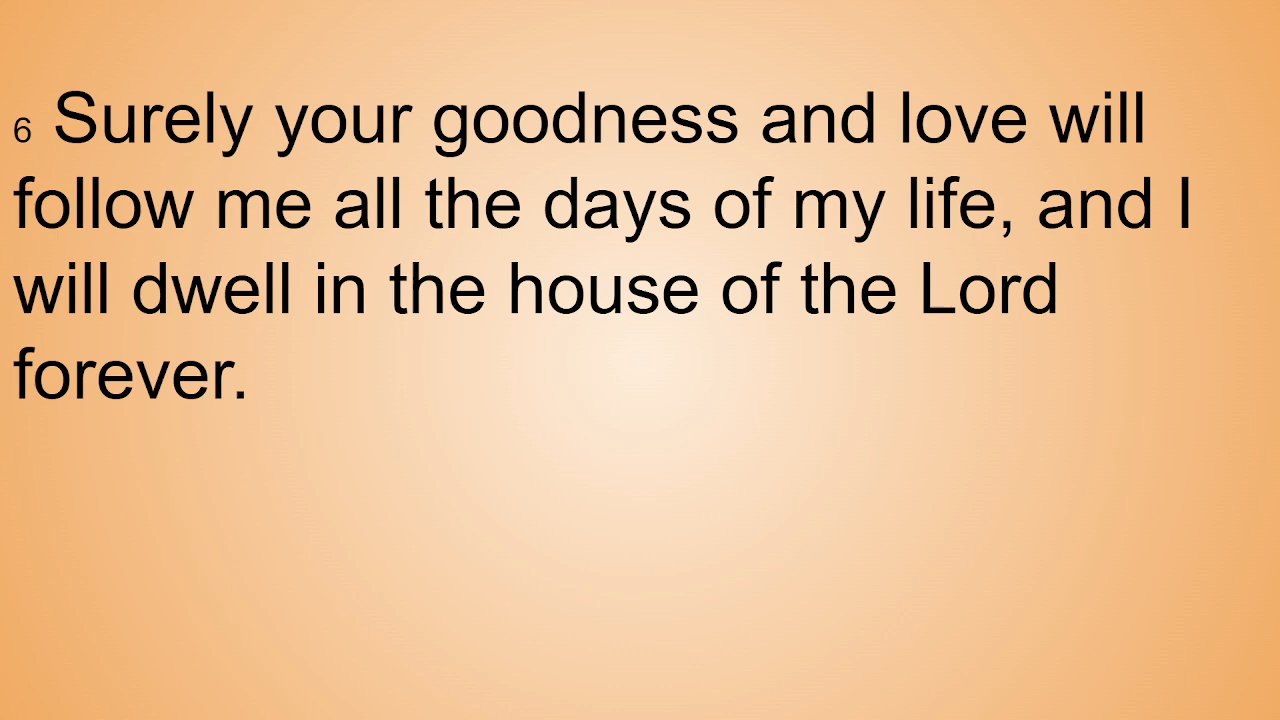 6 Surely your goodness and love will
follow me all the days of my life, and I
will dwell in the house of the Lord
forever.